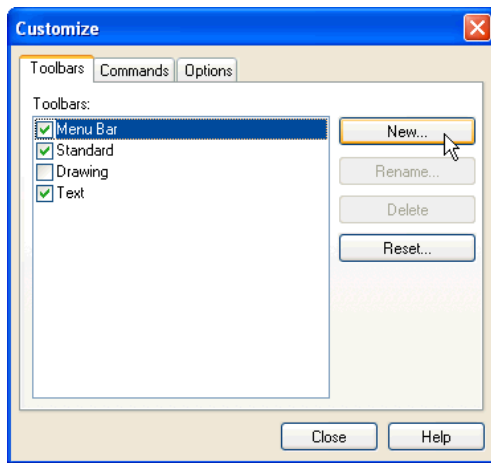 Customize
Toolbars Commands Options
Toolbars:
Menu Bar
Standard
Drawing
Text
New...
Rename...
Delete
Reset...
Close Help